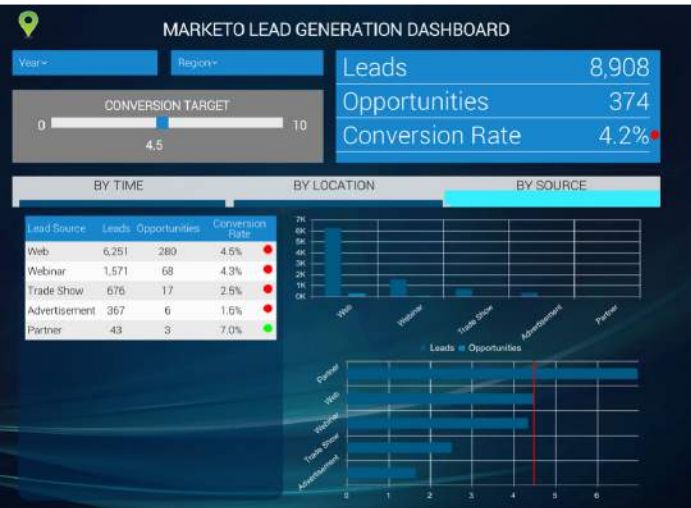 MARKETO LEAD GENERATION DASHBOARD
Year
Region
Leads 8,908
Opportunities 374
Conversion Rate 4.2%
CONVERSION TARGET
0 10
4.5
BY TIME BY LOCATION BY SOURCE
Lead Source Leads Opportunities Conversion Rate
Web 6,251 280 4.5%
Webinar 1,571 68 4.3%
Trade Show 676 17 2.5%
Advertisement 367 6 1.6%
Partner 43 3 7.0%
7K
6K
5K
4K
3K
2K
1K
0K
Web Webinar Trade Show Advertisement Partner
Leads Opportunities
Partner
Web
Webinar
Trade Show
Advertisement
0 1 2 3 4 5 6